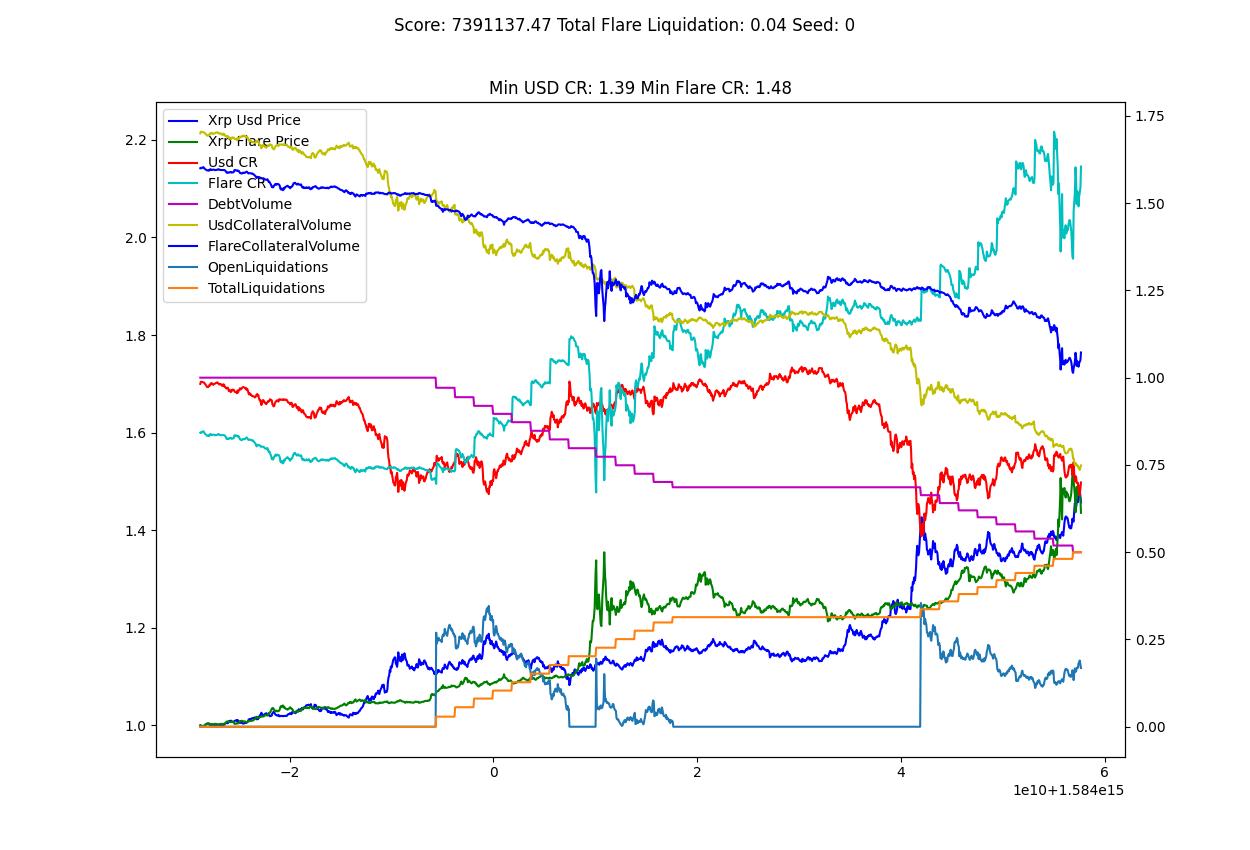 Score: 7391137.47 Total Flare Liquidation: 0.04 Seed: 0
Min USD CR: 1.39 Min Flare CR: 1.48
Xrp Usd Price
Xrp Flare Price
Usd CR
Flare CR
DebtVolume
UsdCollateralVolume
FlareCollateralVolume
OpenLiquidations
TotalLiquidations
2.2
2.0
1.8
1.6
1.4
1.2
1.0
1.75
1.50
1.25
1.00
0.75
0.50
0.25
0.00
−2
0
2
4
6
1e10+1.584e15